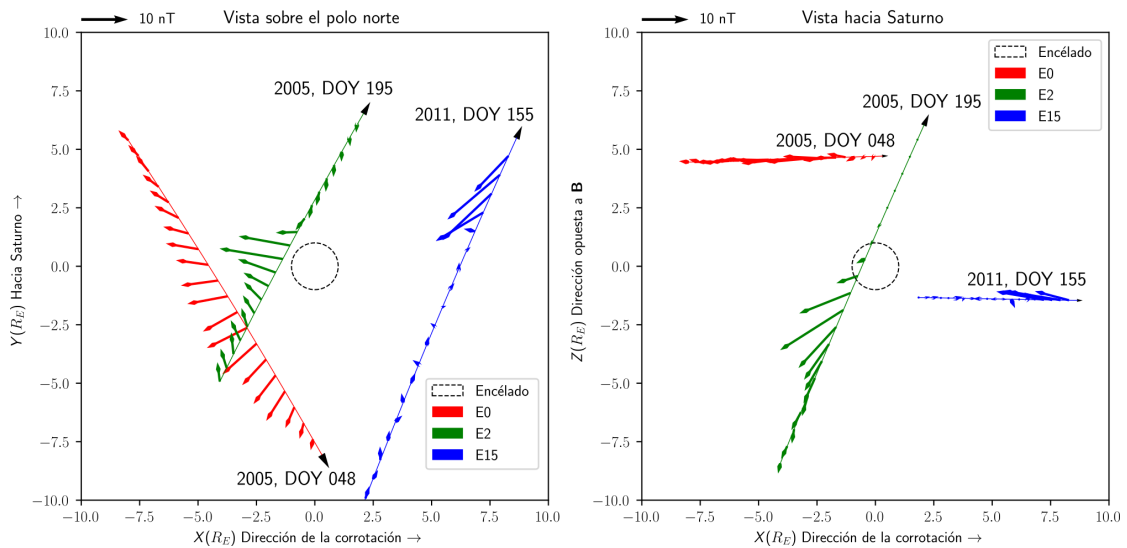 10 nT
Vista sobre el polo norte
10.0
7.5
5.0
2.5
0.0
−2.5
−5.0
−7.5
−10.0
Y(R_E) Hacia Saturno →
2005, DOY 195
2011, DOY 155
2005, DOY 048
Encélado
E0
E2
E15
−10.0 −7.5 −5.0 −2.5 0.0 2.5 5.0 7.5 10.0
X(R_E) Dirección de la corrotación →
10 nT
Vista hacia Saturno
10.0
7.5
5.0
2.5
0.0
−2.5
−5.0
−7.5
−10.0
Z(R_E) Dirección opuesta a B
Encélado
E0
E2
E15
2005, DOY 195
2005, DOY 048
2011, DOY 155
−10.0 −7.5 −5.0 −2.5 0.0 2.5 5.0 7.5 10.0
X(R_E) Dirección de la corrotación →